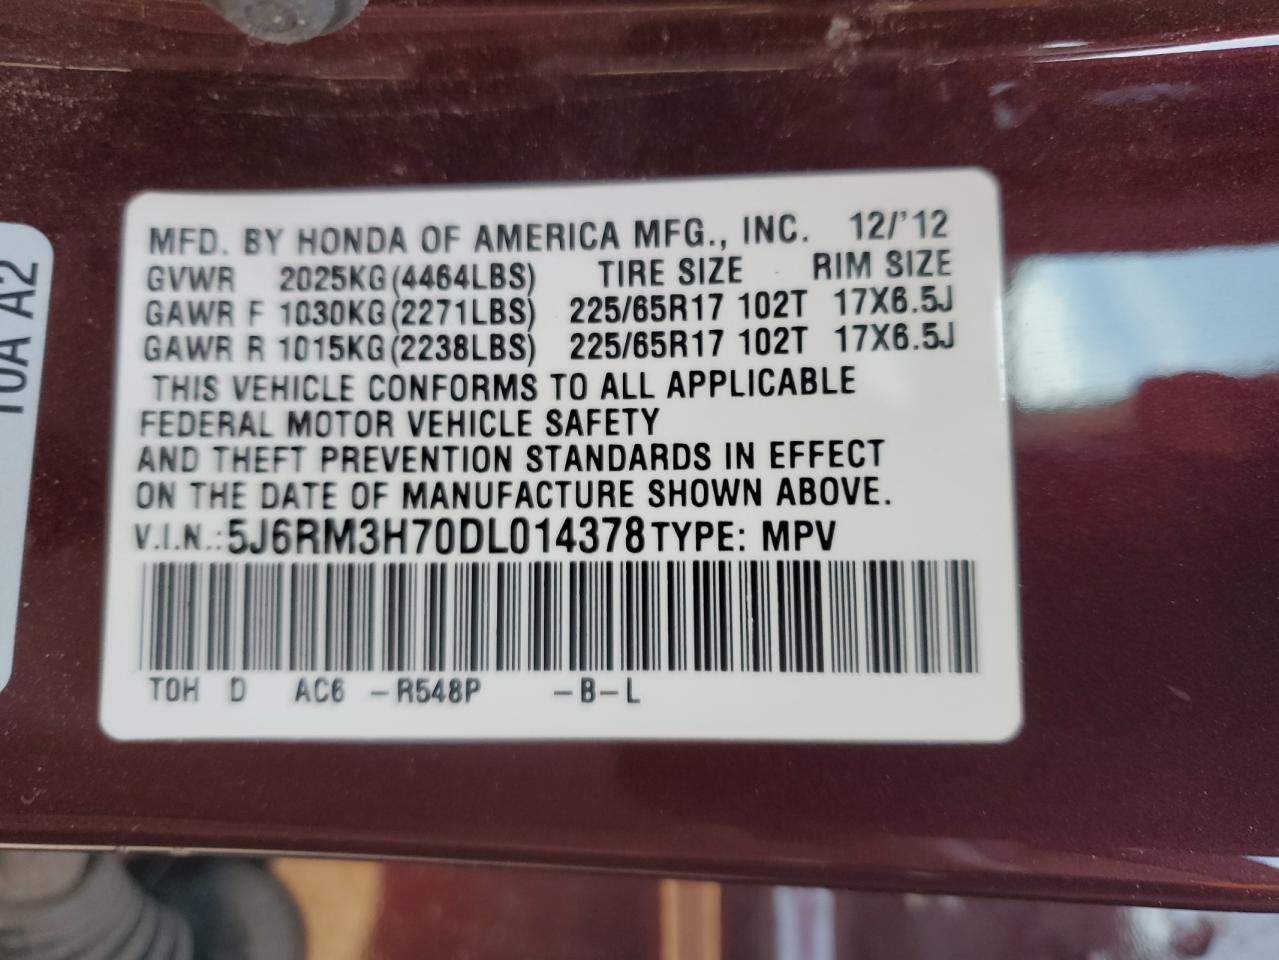 MFD. BY HONDA OF AMERICA MFG., INC. 12/'12
GVWR 2025KG(4464LBS) TIRE SIZE RIM SIZE
GAWR F 1030KG(2271LBS) 225/65R17 102T 17X6.5J
GAWR R 1015KG(2238LBS) 225/65R17 102T 17X6.5J
THIS VEHICLE CONFORMS TO ALL APPLICABLE
FEDERAL MOTOR VEHICLE SAFETY
AND THEFT PREVENTION STANDARDS IN EFFECT
ON THE DATE OF MANUFACTURE SHOWN ABOVE.
V.I.N.: 5J6RM3H70DL014378 TYPE: MPV
TOH D AC6 -R548P -B-L
A2